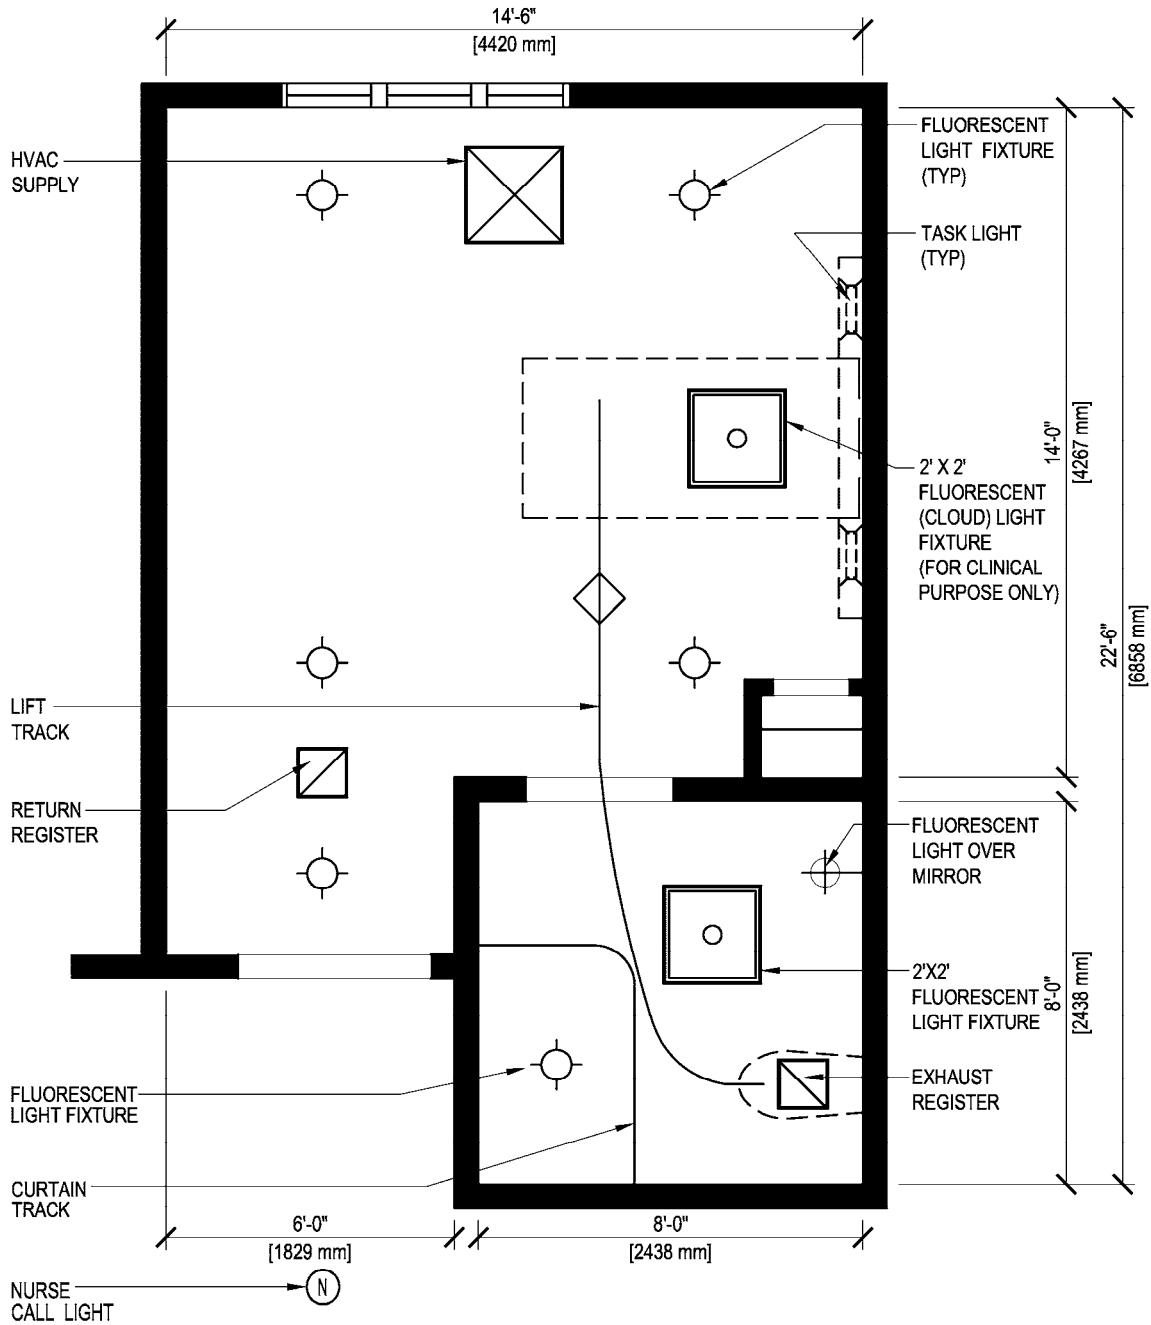 14'-6"
[4420 mm]
HVAC
SUPPLY
FLUORESCENT
LIGHT FIXTURE
(TYP)
TASK LIGHT
(TYP)
14'-0"
[4267 mm]
2' X 2'
FLUORESCENT
(CLOUD) LIGHT
FIXTURE
(FOR CLINICAL
PURPOSE ONLY)
22'-6"
[6858 mm]
LIFT
TRACK
RETURN
REGISTER
FLUORESCENT
LIGHT OVER
MIRROR
2'X2'
FLUORESCENT
LIGHT FIXTURE
8'-0"
[2438 mm]
EXHAUST
REGISTER
FLUORESCENT
LIGHT FIXTURE
CURTAIN
TRACK
6'-0"
[1829 mm]
8'-0"
[2438 mm]
NURSE
CALL LIGHT
N